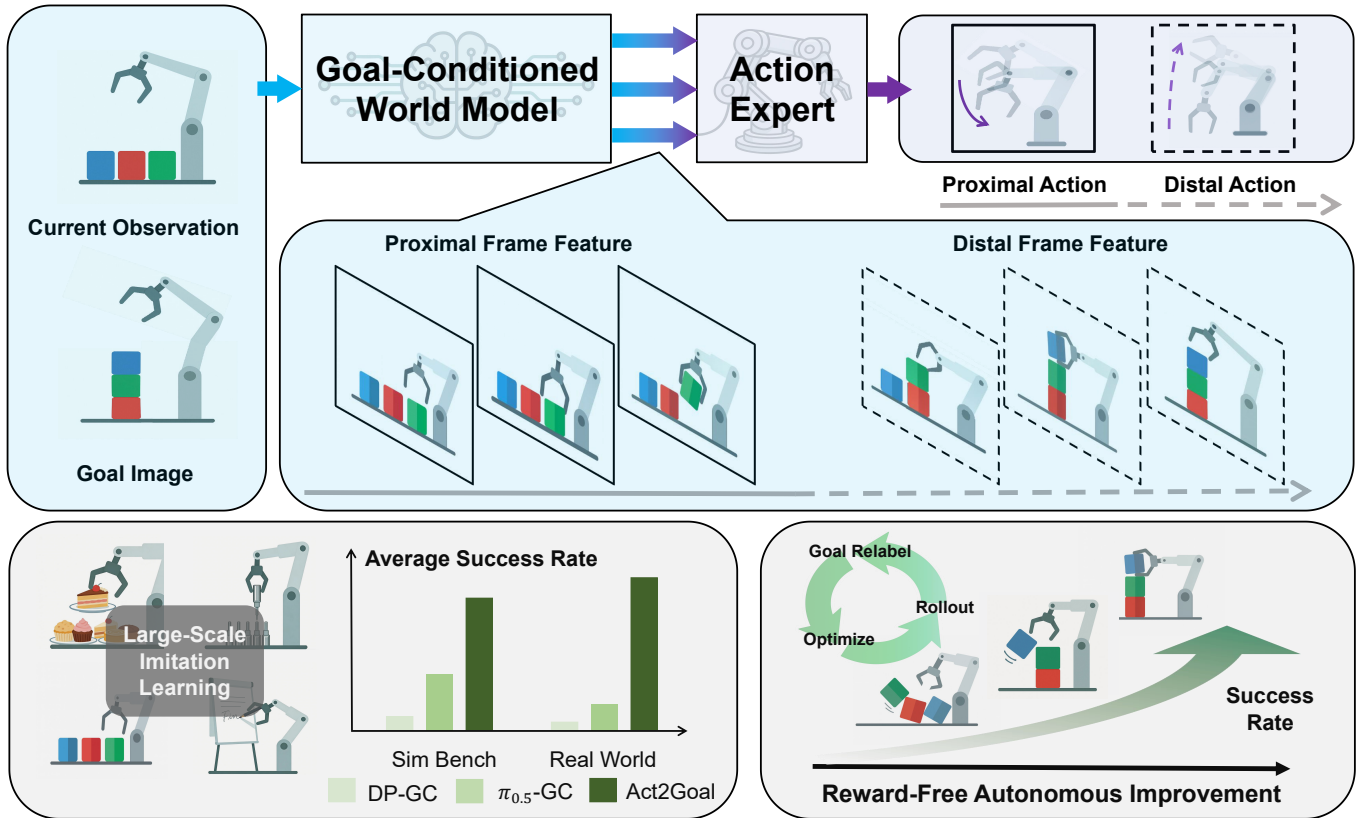 Goal-Conditioned
World Model
Action
Expert
Proximal Action
Distal Action
Current Observation
Goal Image
Proximal Frame Feature
Distal Frame Feature
Large-Scale
Imitation
Learning
Average Success Rate
Sim Bench
Real World
DP-GC
π0.5-GC
Act2Goal
Goal Relabel
Rollout
Optimize
Success
Rate
Reward-Free Autonomous Improvement